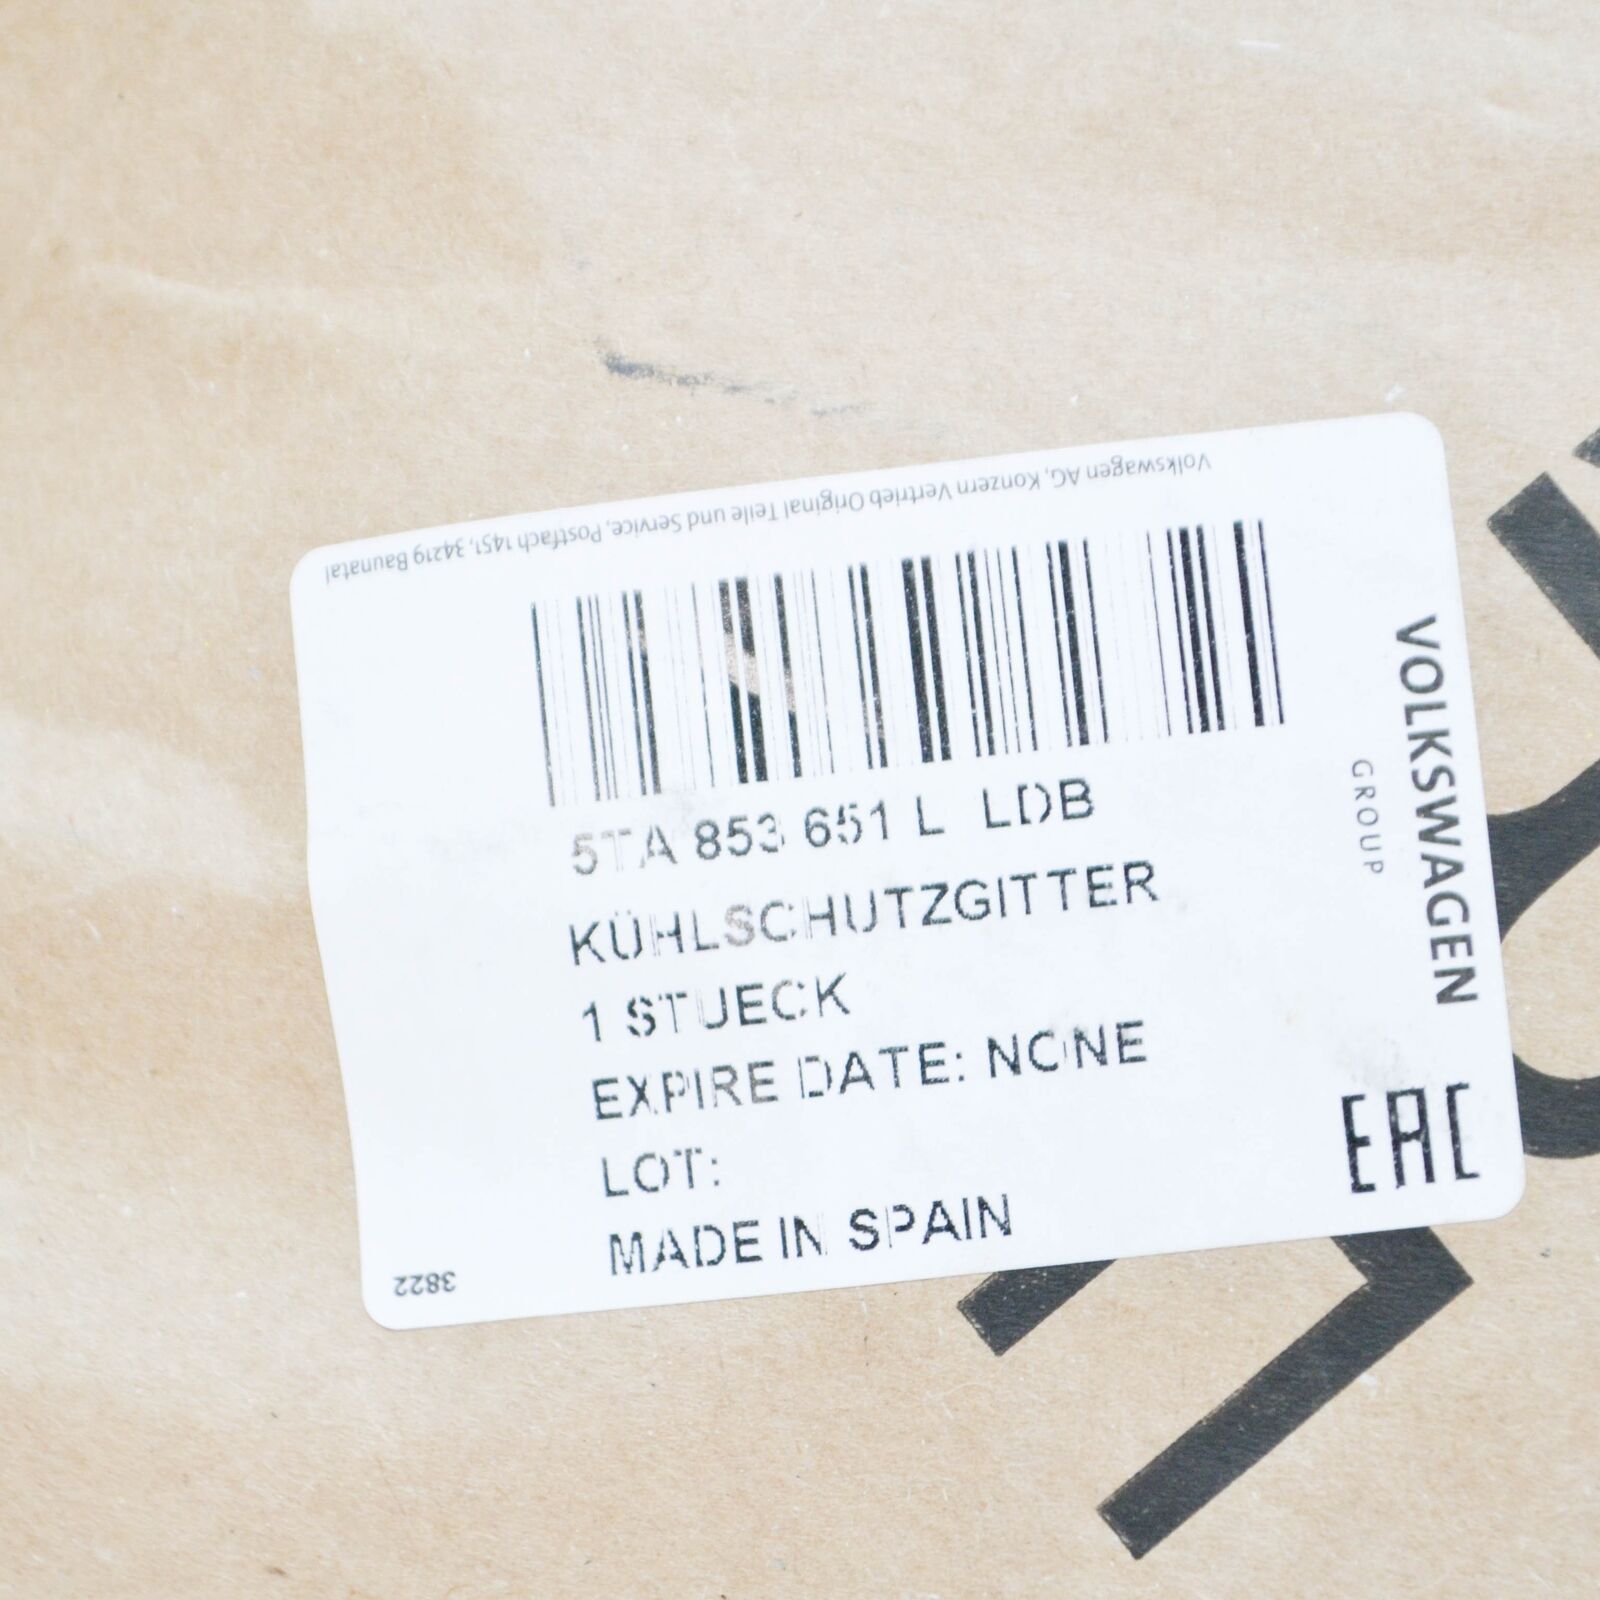 Volkswagen AG, Konzern Vertrieb Original Teile und Service, Postfach 1451, 34219 Baunatal
5TA 853 651 L LDB
KÜHLSCHUTZGITTER
1 STUECK
EXPIRE DATE: NONE
LOT:
MADE IN SPAIN
3822
VOLKSWAGEN
GROUP
EAC